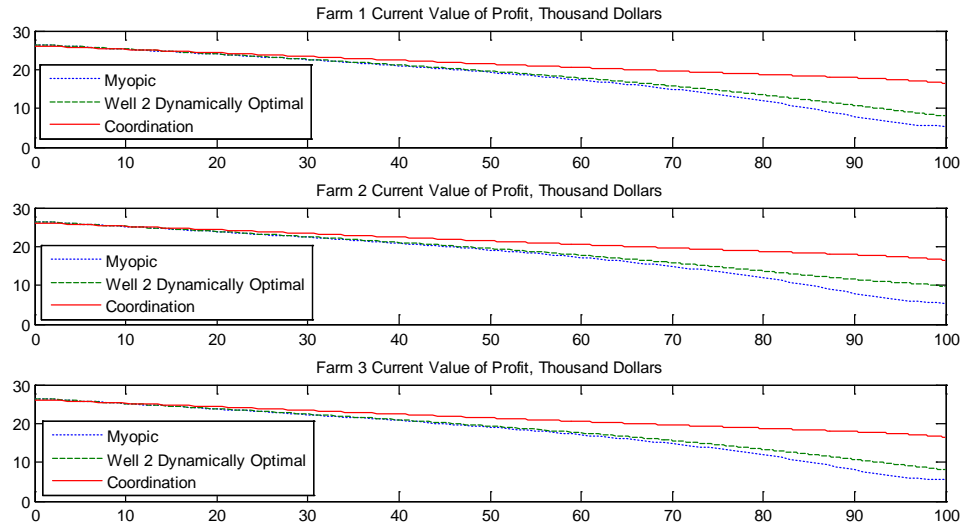 Farm 1 Current Value of Profit, Thousand Dollars
30
20
10
0
Myopic
Well 2 Dynamically Optimal
Coordination
0 10 20 30 40 50 60 70 80 90 100
Farm 2 Current Value of Profit, Thousand Dollars
30
20
10
0
Myopic
Well 2 Dynamically Optimal
Coordination
0 10 20 30 40 50 60 70 80 90 100
Farm 3 Current Value of Profit, Thousand Dollars
30
20
10
0
Myopic
Well 2 Dynamically Optimal
Coordination
0 10 20 30 40 50 60 70 80 90 100